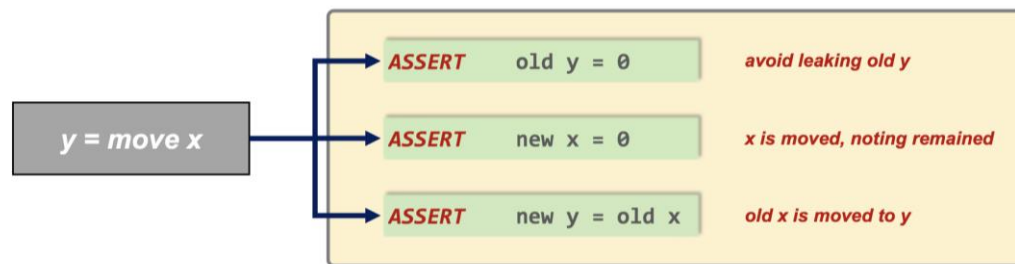 y = move x
ASSERT old y = 0 avoid leaking old y
ASSERT new x = 0 x is moved, noting remained
ASSERT new y = old x old x is moved to y